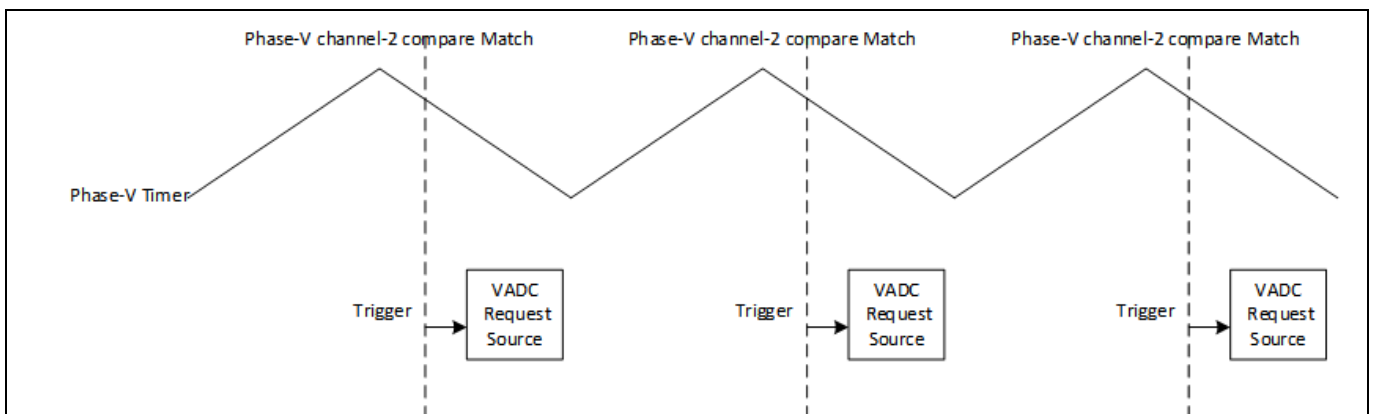 Phase-V channel-2 compare Match
Phase-V channel-2 compare Match
Phase-V channel-2 compare Match
Phase-V Timer
Trigger
VADC
Request
Source
Trigger
VADC
Request
Source
Trigger
VADC
Request
Source